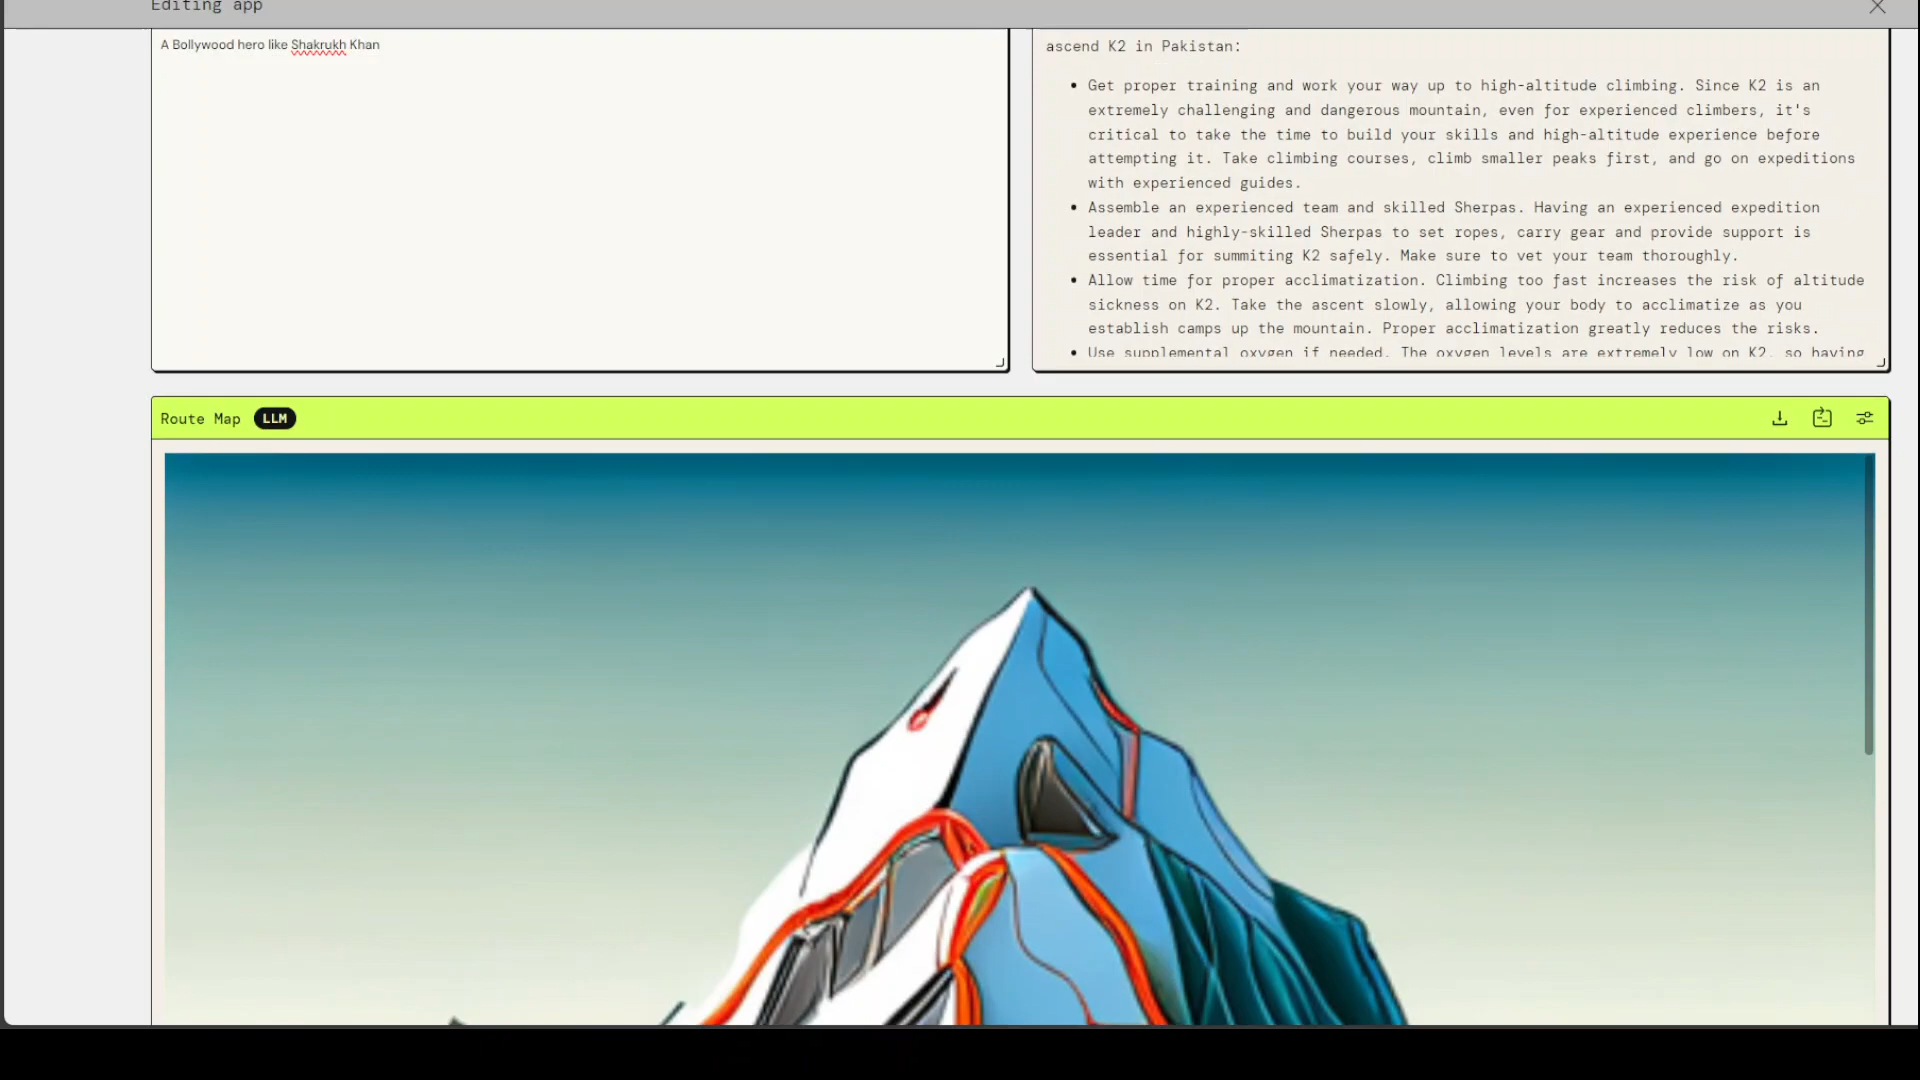 Editing app
A Bollywood hero like Shakrukh Khan
ascend K2 in Pakistan:
• Get proper training and work your way up to high-altitude climbing. Since K2 is an
extremely challenging and dangerous mountain, even for experienced climbers, it's
critical to take the time to build your skills and high-altitude experience before
attempting it. Take climbing courses, climb smaller peaks first, and go on expeditions
with experienced guides.
• Assemble an experienced team and skilled Sherpas. Having an experienced expedition
leader and highly-skilled Sherpas to set ropes, carry gear and provide support is
essential for summiting K2 safely. Make sure to vet your team thoroughly.
• Allow time for proper acclimatization. Climbing too fast increases the risk of altitude
sickness on K2. Take the ascent slowly, allowing your body to acclimatize as you
establish camps up the mountain. Proper acclimatization greatly reduces the risks.
• Use supplemental oxygen if needed. The oxygen levels are extremely low on K2, so having
Route Map LLM